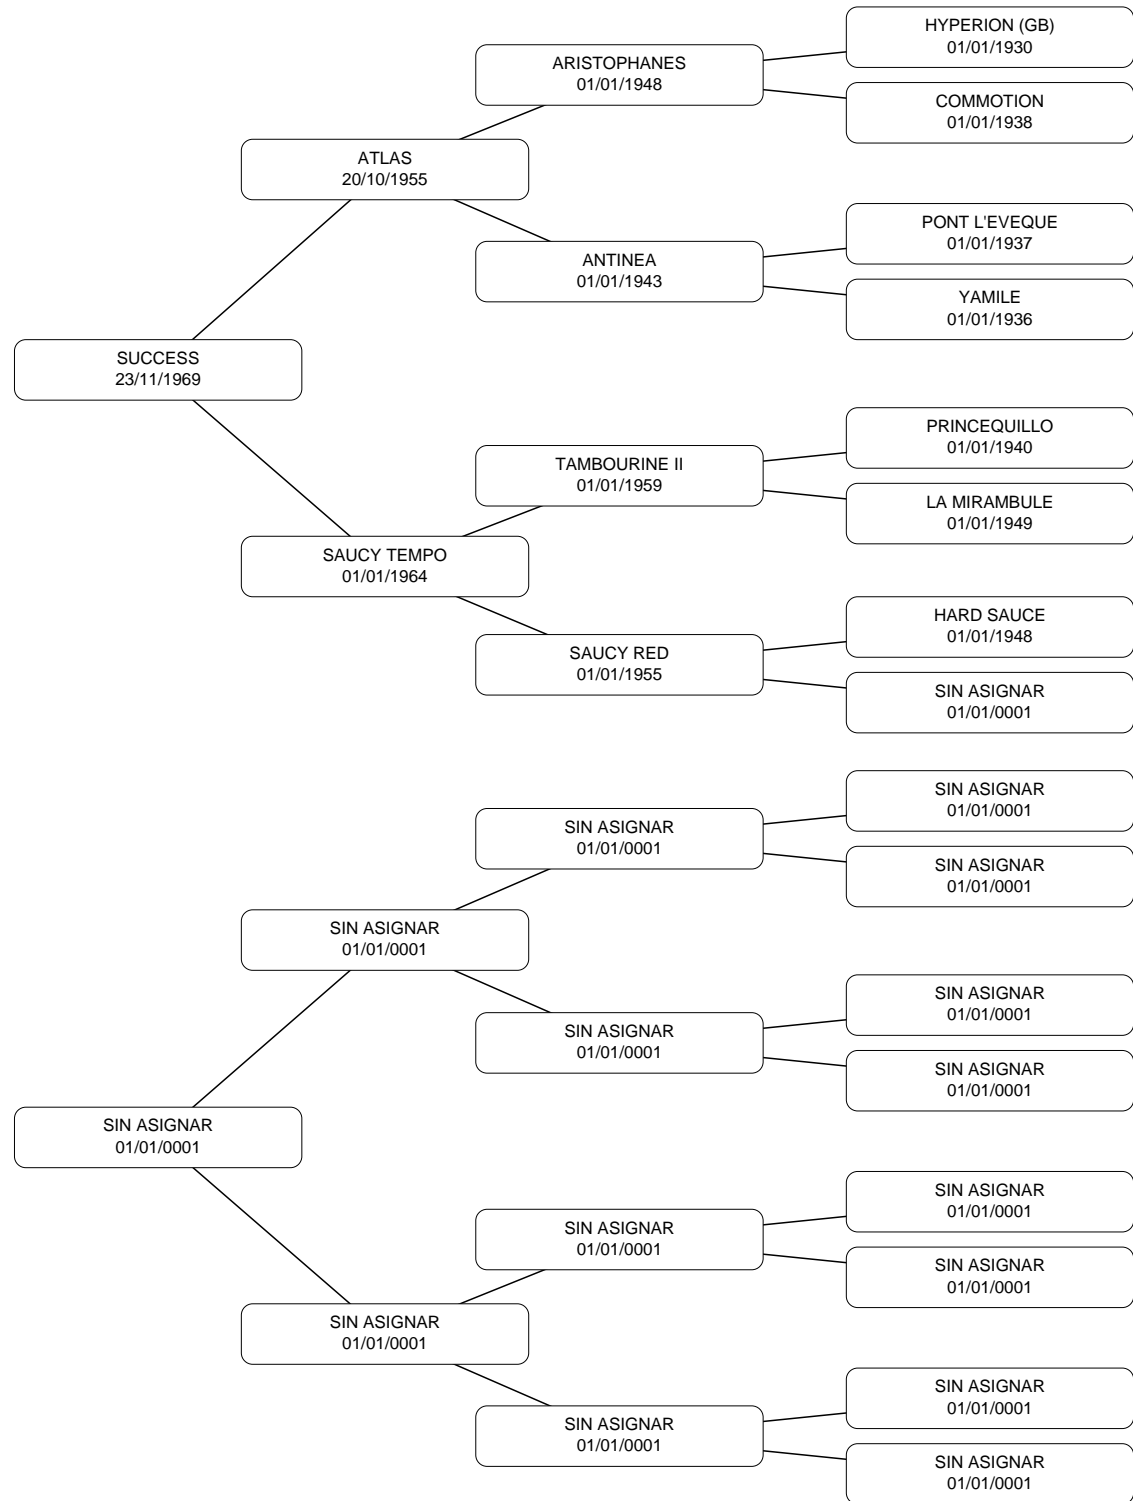 HYPERION (GB)
01/01/1930
ARISTOPHANES
01/01/1948
COMMOTION
01/01/1938
ATLAS
20/10/1955
PONT L'EVEQUE
01/01/1937
ANTINEA
01/01/1943
YAMILE
01/01/1936
SUCCESS
23/11/1969
PRINCEQUILLO
01/01/1940
TAMBOURINE II
01/01/1959
LA MIRAMBULE
01/01/1949
SAUCY TEMPO
01/01/1964
HARD SAUCE
01/01/1948
SAUCY RED
01/01/1955
SIN ASIGNAR
01/01/0001
SIN ASIGNAR
01/01/0001
SIN ASIGNAR
01/01/0001
SIN ASIGNAR
01/01/0001
SIN ASIGNAR
01/01/0001
SIN ASIGNAR
01/01/0001
SIN ASIGNAR
01/01/0001
SIN ASIGNAR
01/01/0001
SIN ASIGNAR
01/01/0001
SIN ASIGNAR
01/01/0001
SIN ASIGNAR
01/01/0001
SIN ASIGNAR
01/01/0001
SIN ASIGNAR
01/01/0001
SIN ASIGNAR
01/01/0001
SIN ASIGNAR
01/01/0001
SIN ASIGNAR
01/01/0001